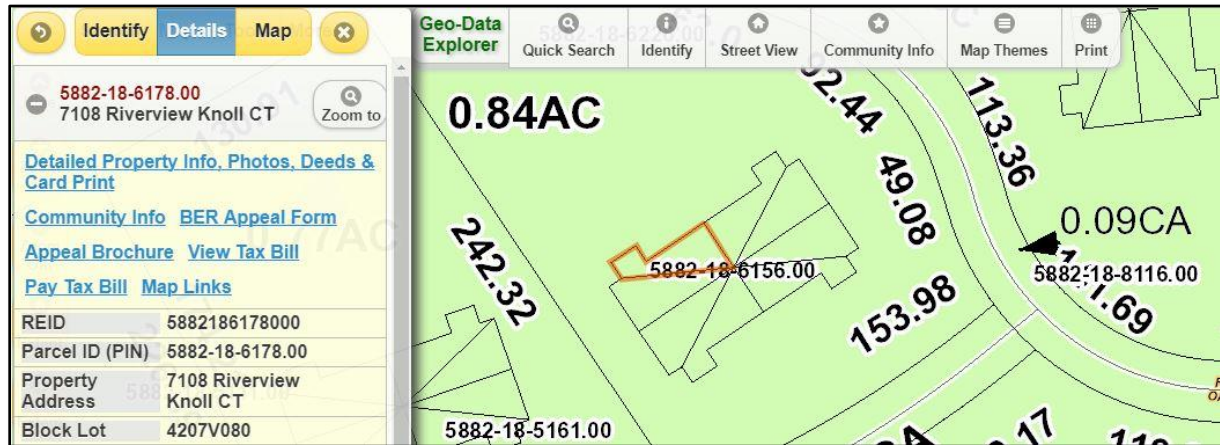 Identify Details Map
5882-18-6178.00
7108 Riverview Knoll CT
Zoom to
Detailed Property Info, Photos, Deeds &
Card Print
Community Info BER Appeal Form
Appeal Brochure View Tax Bill
Pay Tax Bill Map Links
REID 5882186178000
Parcel ID (PIN) 5882-18-6178.00
Property
Address
7108 Riverview
Knoll CT
Block Lot 4207V080
Geo-Data
Explorer
Quick Search Identify Street View Community Info Map Themes Print
0.84AC
92.44
113.36
49.08
0.09CA
242.32
5882-18-6156.00
5882-18-8116.00
153.98
5882-18-5161.00